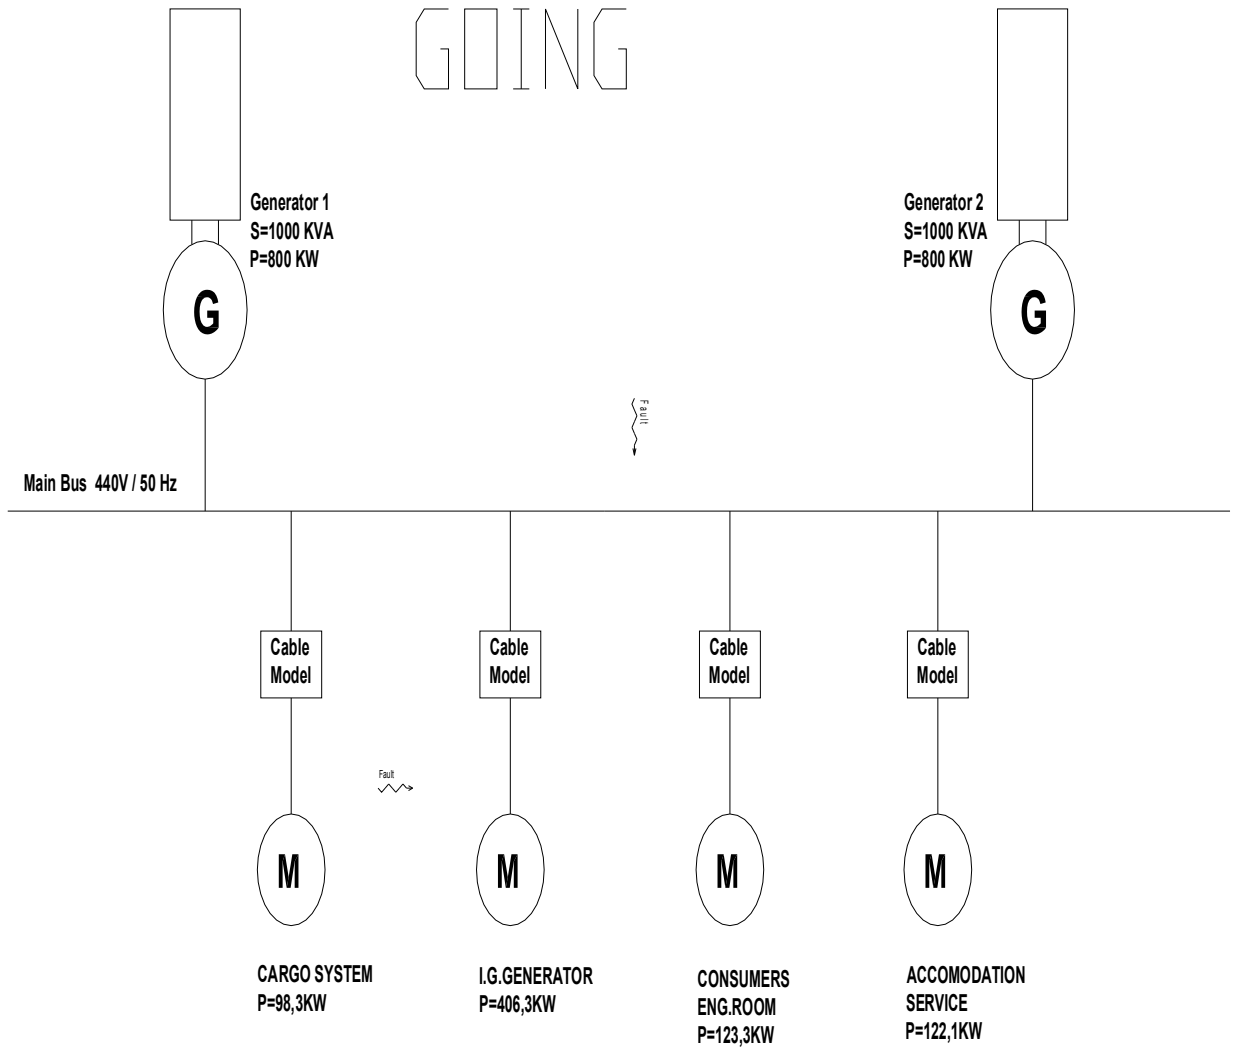 GOING
Generator 1
S=1000 KVA
P=800 KW
G
Generator 2
S=1000 KVA
P=800 KW
G
Fault
Main Bus 440V / 50 Hz
Cable
Model
Cable
Model
Cable
Model
Cable
Model
Fault
M
M
M
M
CARGO SYSTEM
P=98,3KW
I.G.GENERATOR
P=406,3KW
CONSUMERS
ENG.ROOM
P=123,3KW
ACCOMODATION
SERVICE
P=122,1KW